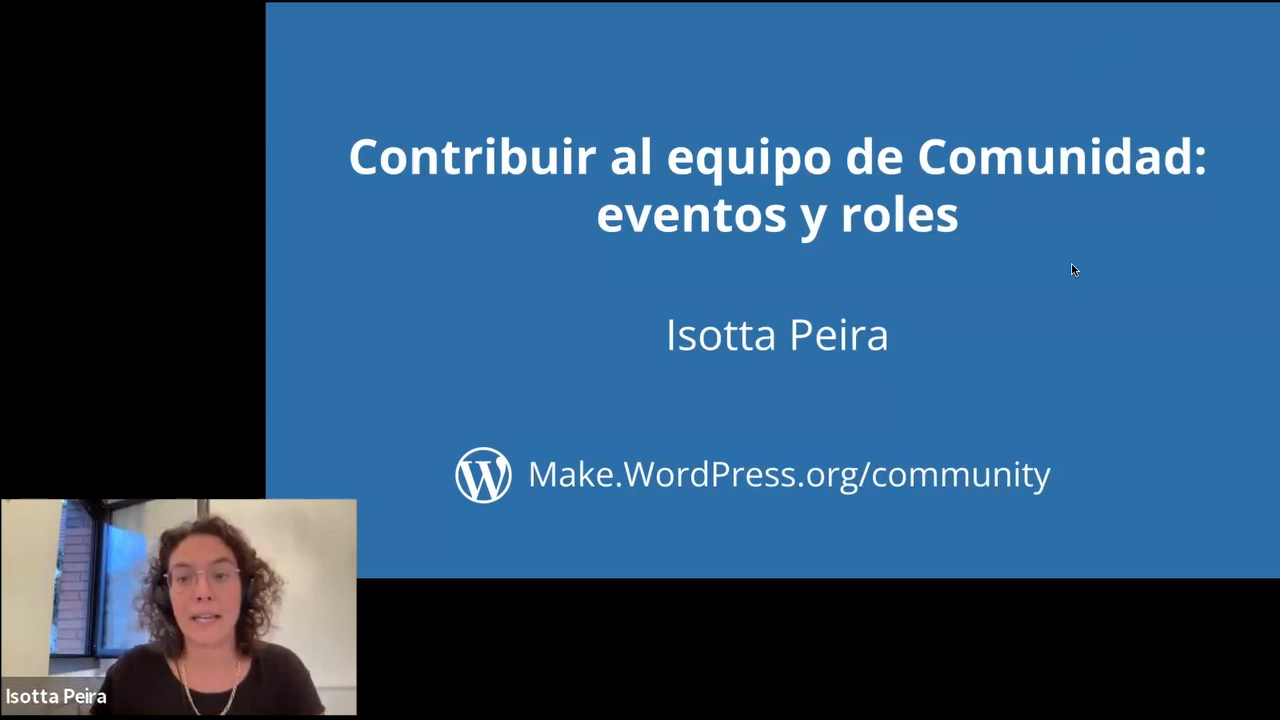 Contribuir al equipo de Comunidad:
eventos y roles
Isotta Peira
Make.WordPress.org/community
Isotta Peira